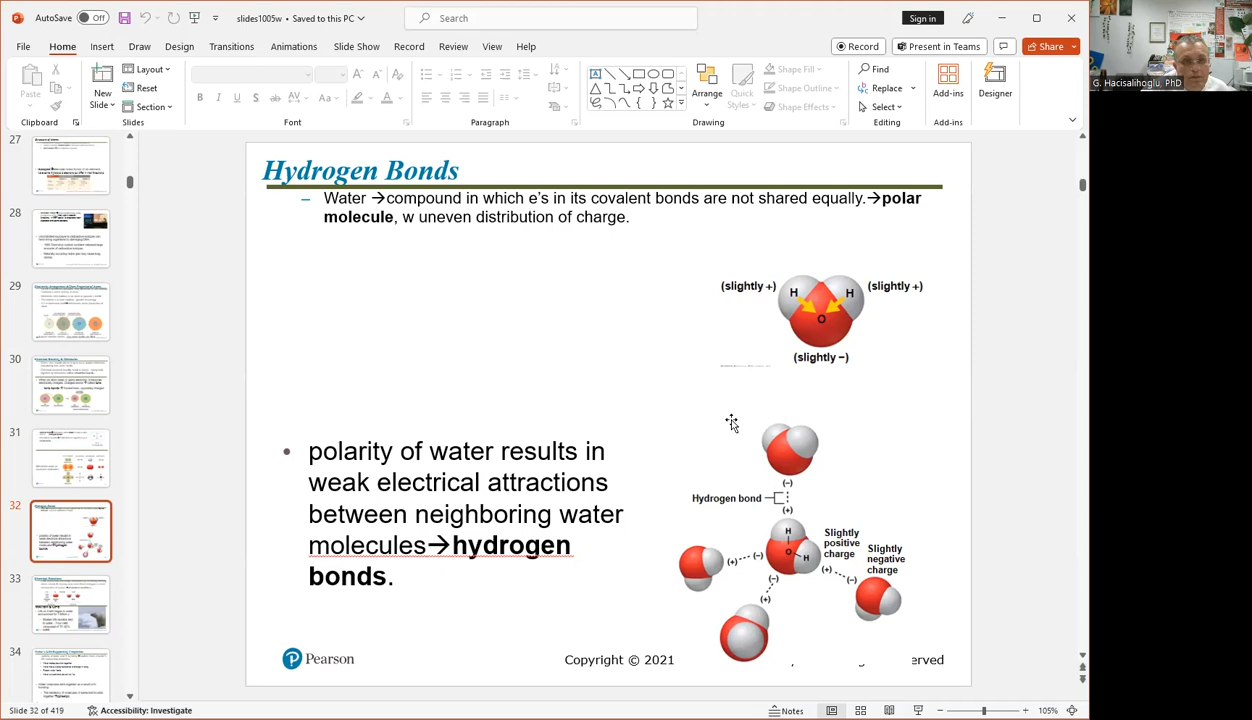 AutoSave
Off
slides1005w • Saved to this PC
Search
Sign in
File
Home
Insert
Draw
Design
Transitions
Animations
Slide Show
Record
Review
View
Help
Record
Present in Teams
Share
Paste
New
Slide
Layout
Reset
Section
B
I
U
S
ab
AV
Aa
A
Arrange
Quick
Styles
Shape Fill
Shape Outline
Shape Effects
Find
Replace
Select
Add-ins
Designer
Clipboard
Slides
Font
Paragraph
Drawing
Editing
Add-ins
G. Hacisalihoglu, PhD
27
28
29
30
31
32
33
34
Hydrogen Bonds
– Water →compound in which e's in its covalent bonds are not shared equally.→polar
molecule, w uneven distribution of charge.
(slightly +)
H
H
(slightly +)
O
(slightly −)
• polarity of water results in
weak electrical attractions
between neighboring water
molecules→hydrogen
bonds.
(−)
Hydrogen bond
(+)
H
O
H
Slightly
positive
charge
Slightly
negative
charge
(+)
(−)
(+)
(−)
(−)
(+)
Pearson
Copyright © 2021
erved
Slide 32 of 419
Accessibility: Investigate
Notes
105%